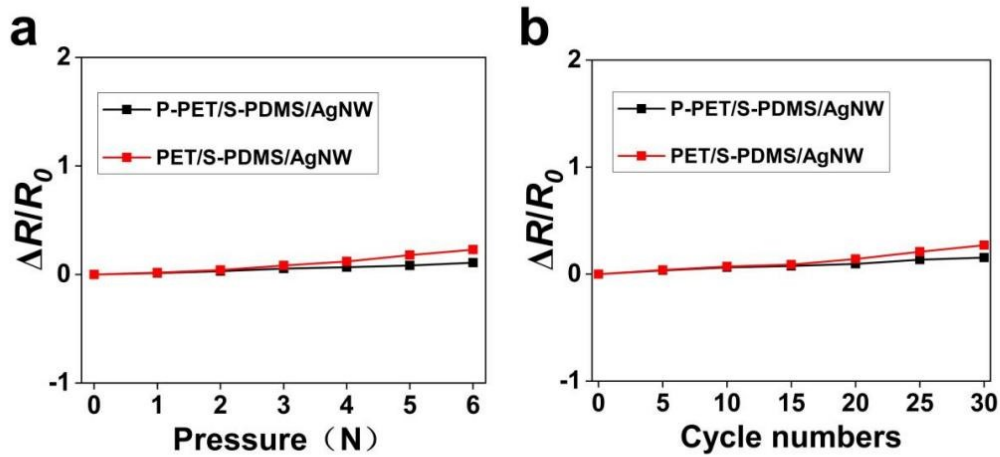 a
2
1
0
-1
ΔR/R0
P-PET/S-PDMS/AgNW
PET/S-PDMS/AgNW
0 1 2 3 4 5 6
Pressure（N）
b
2
1
0
-1
ΔR/R0
P-PET/S-PDMS/AgNW
PET/S-PDMS/AgNW
0 5 10 15 20 25 30
Cycle numbers